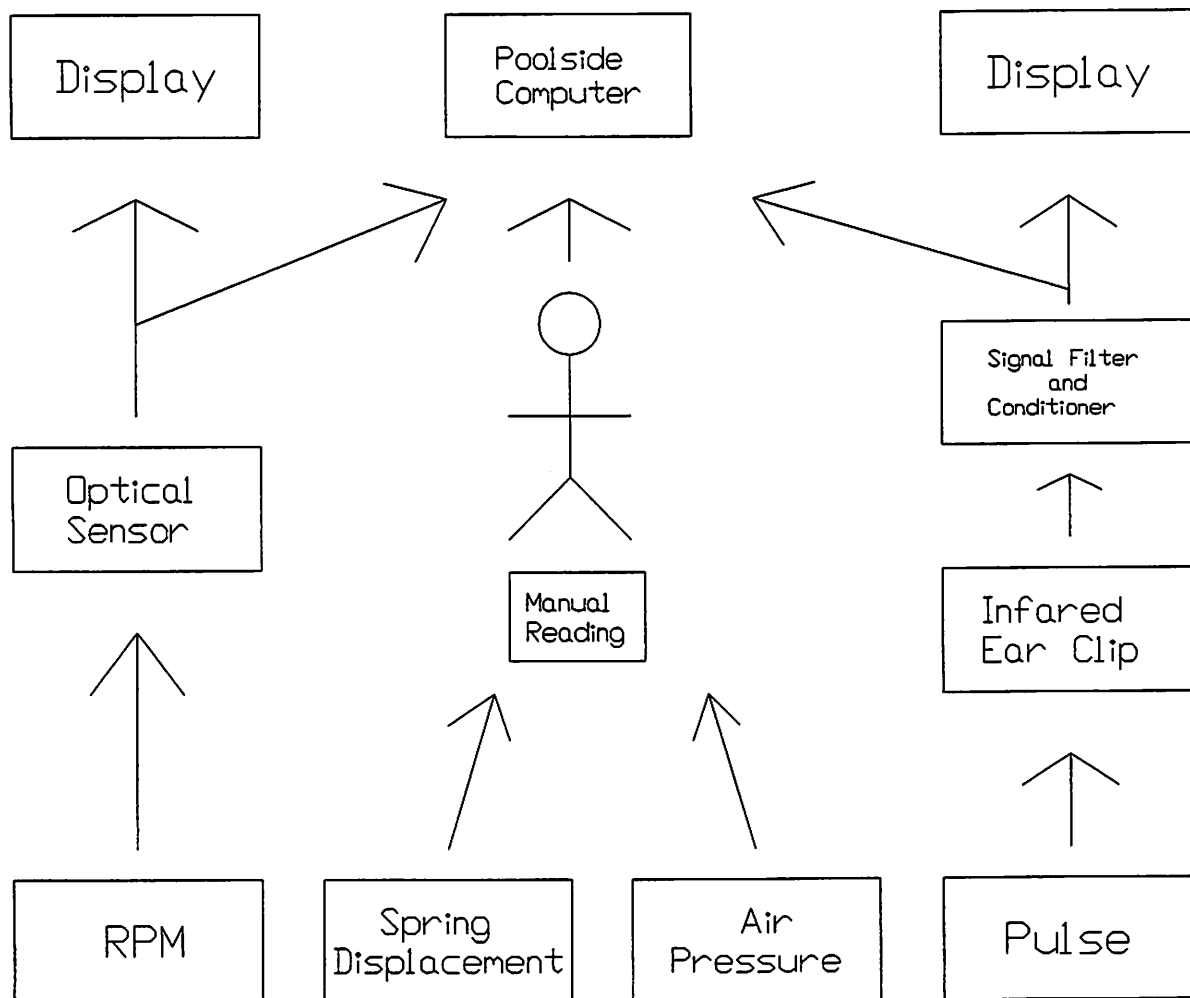 Display
Poolside
Computer
Display
Signal Filter
and
Conditioner
Optical
Sensor
Manual
Reading
Infared
Ear Clip
RPM
Spring
Displacement
Air
Pressure
Pulse